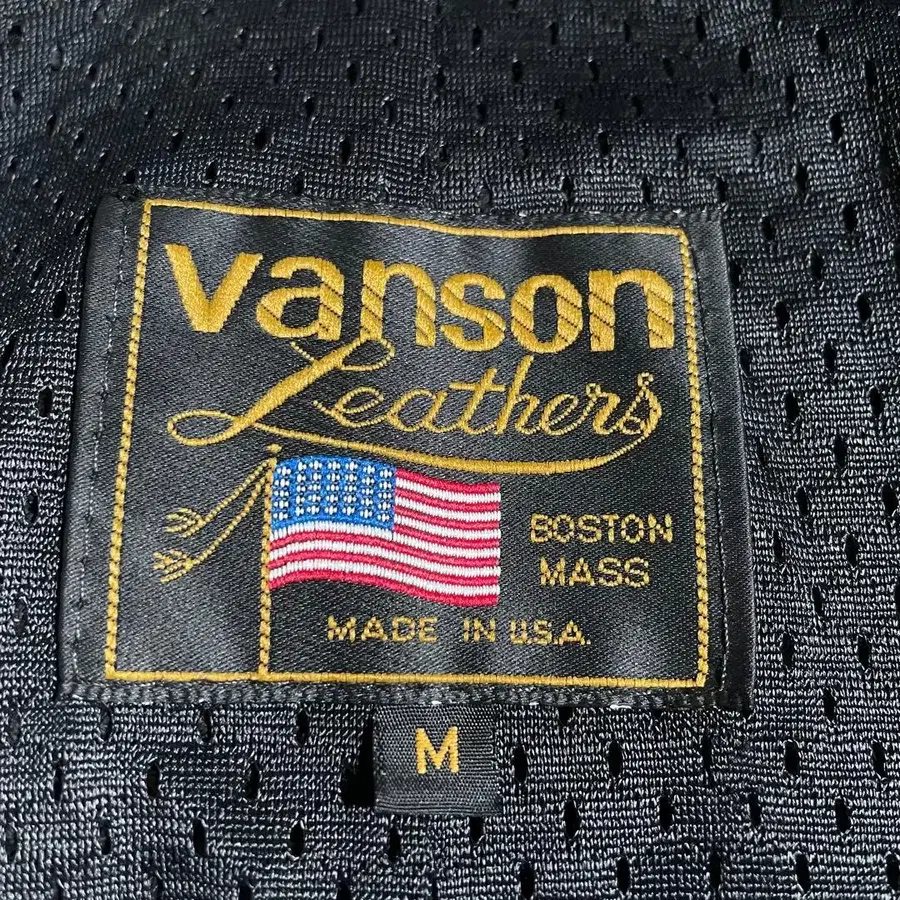 vanson
Leathers
BOSTON
MASS
MADE IN U.S.A.
M